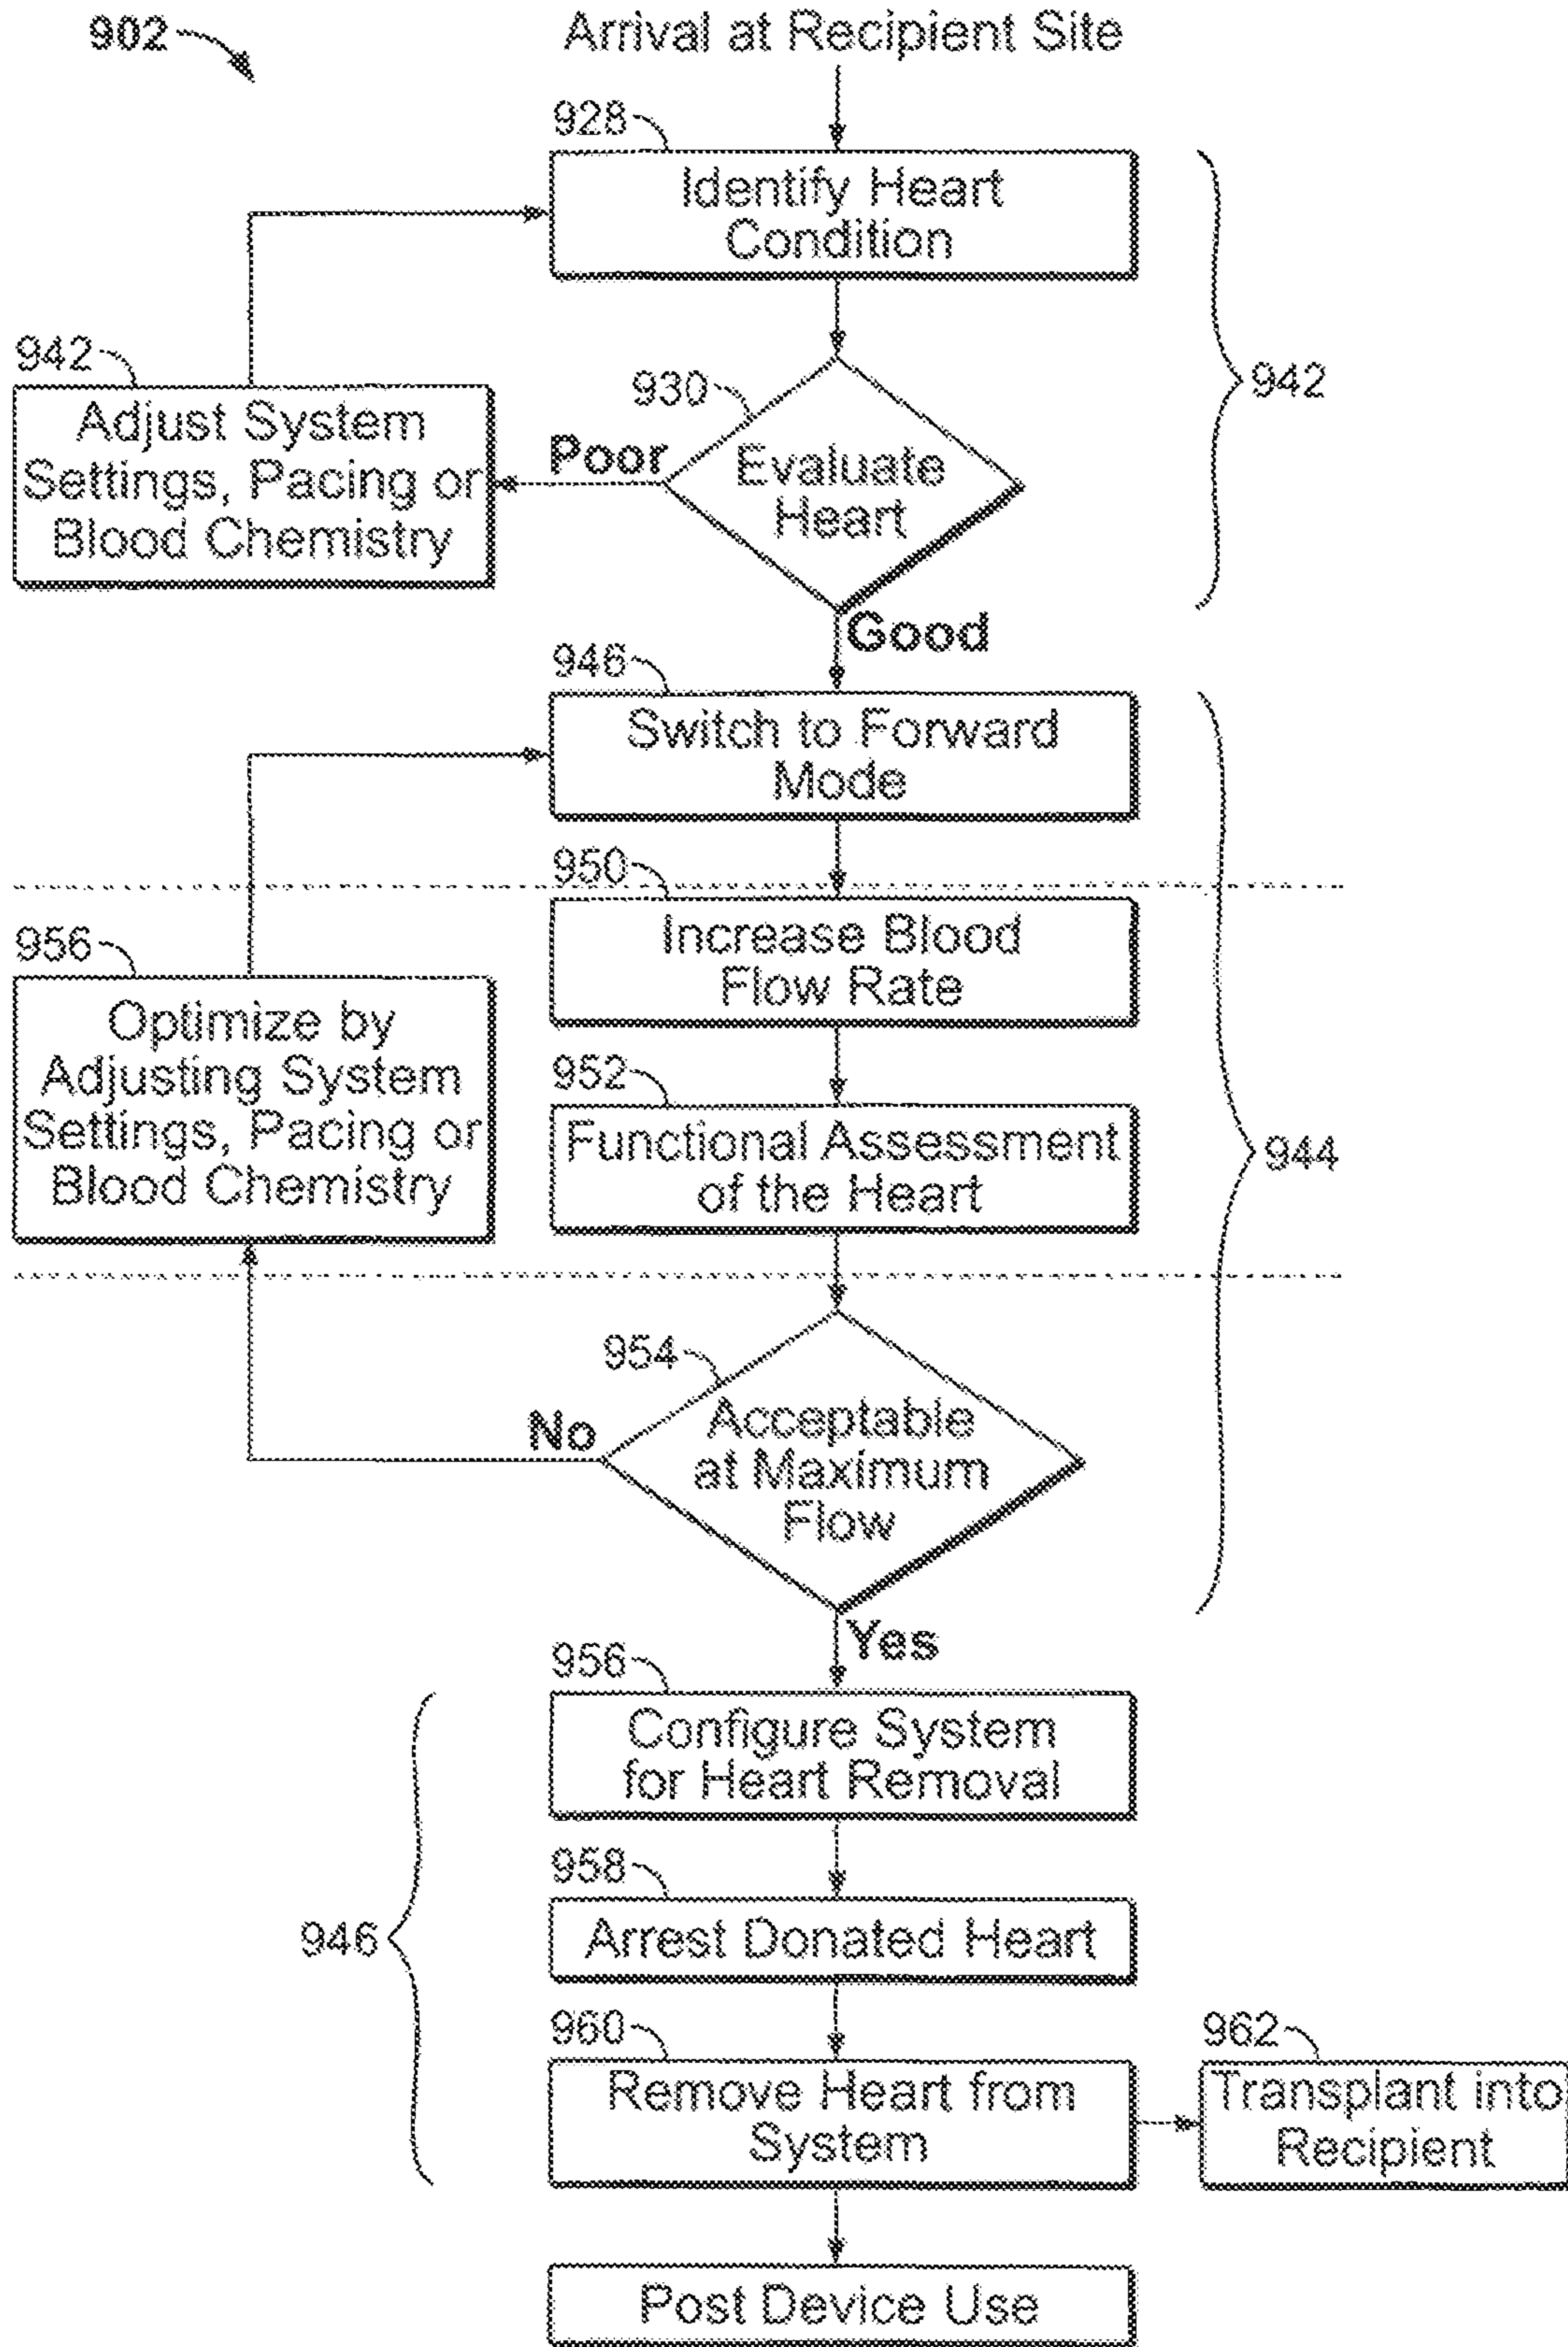 902
Arrival at Recipient Site
928
Identify Heart
Condition
942
Adjust System
Settings, Pacing or
Blood Chemistry
930
Poor
Evaluate
Heart
942
Good
946
Switch to Forward
Mode
950
Increase Blood
Flow Rate
956
Optimize by
Adjusting System
Settings, Pacing or
Blood Chemistry
952
Functional Assessment
of the Heart
944
954
No
Acceptable
at Maximum
Flow
Yes
956
Configure System
for Heart Removal
958
Arrest Donated Heart
946
960
Remove Heart from
System
962
Transplant into
Recipient
Post Device Use